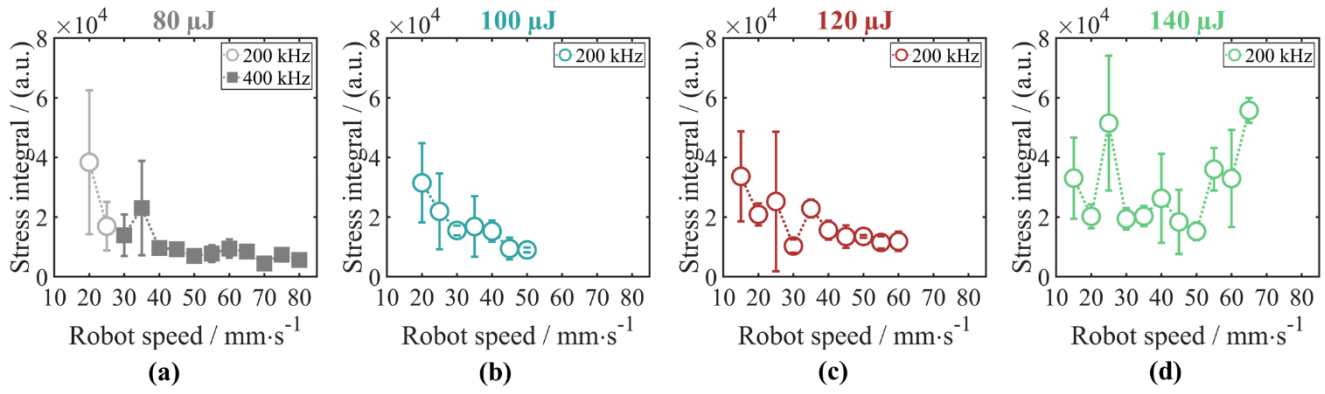 80 µJ
×10⁴
Stress integral / (a.u.)
8
6
4
2
0
10 20 30 40 50 60 70 80
Robot speed / mm·s⁻¹
200 kHz
400 kHz
(a)
100 µJ
×10⁴
Stress integral / (a.u.)
8
6
4
2
0
10 20 30 40 50 60 70 80
Robot speed / mm·s⁻¹
200 kHz
(b)
120 µJ
×10⁴
Stress integral / (a.u.)
8
6
4
2
0
10 20 30 40 50 60 70 80
Robot speed / mm·s⁻¹
200 kHz
(c)
140 µJ
×10⁴
Stress integral / (a.u.)
8
6
4
2
0
10 20 30 40 50 60 70 80
Robot speed / mm·s⁻¹
200 kHz
(d)